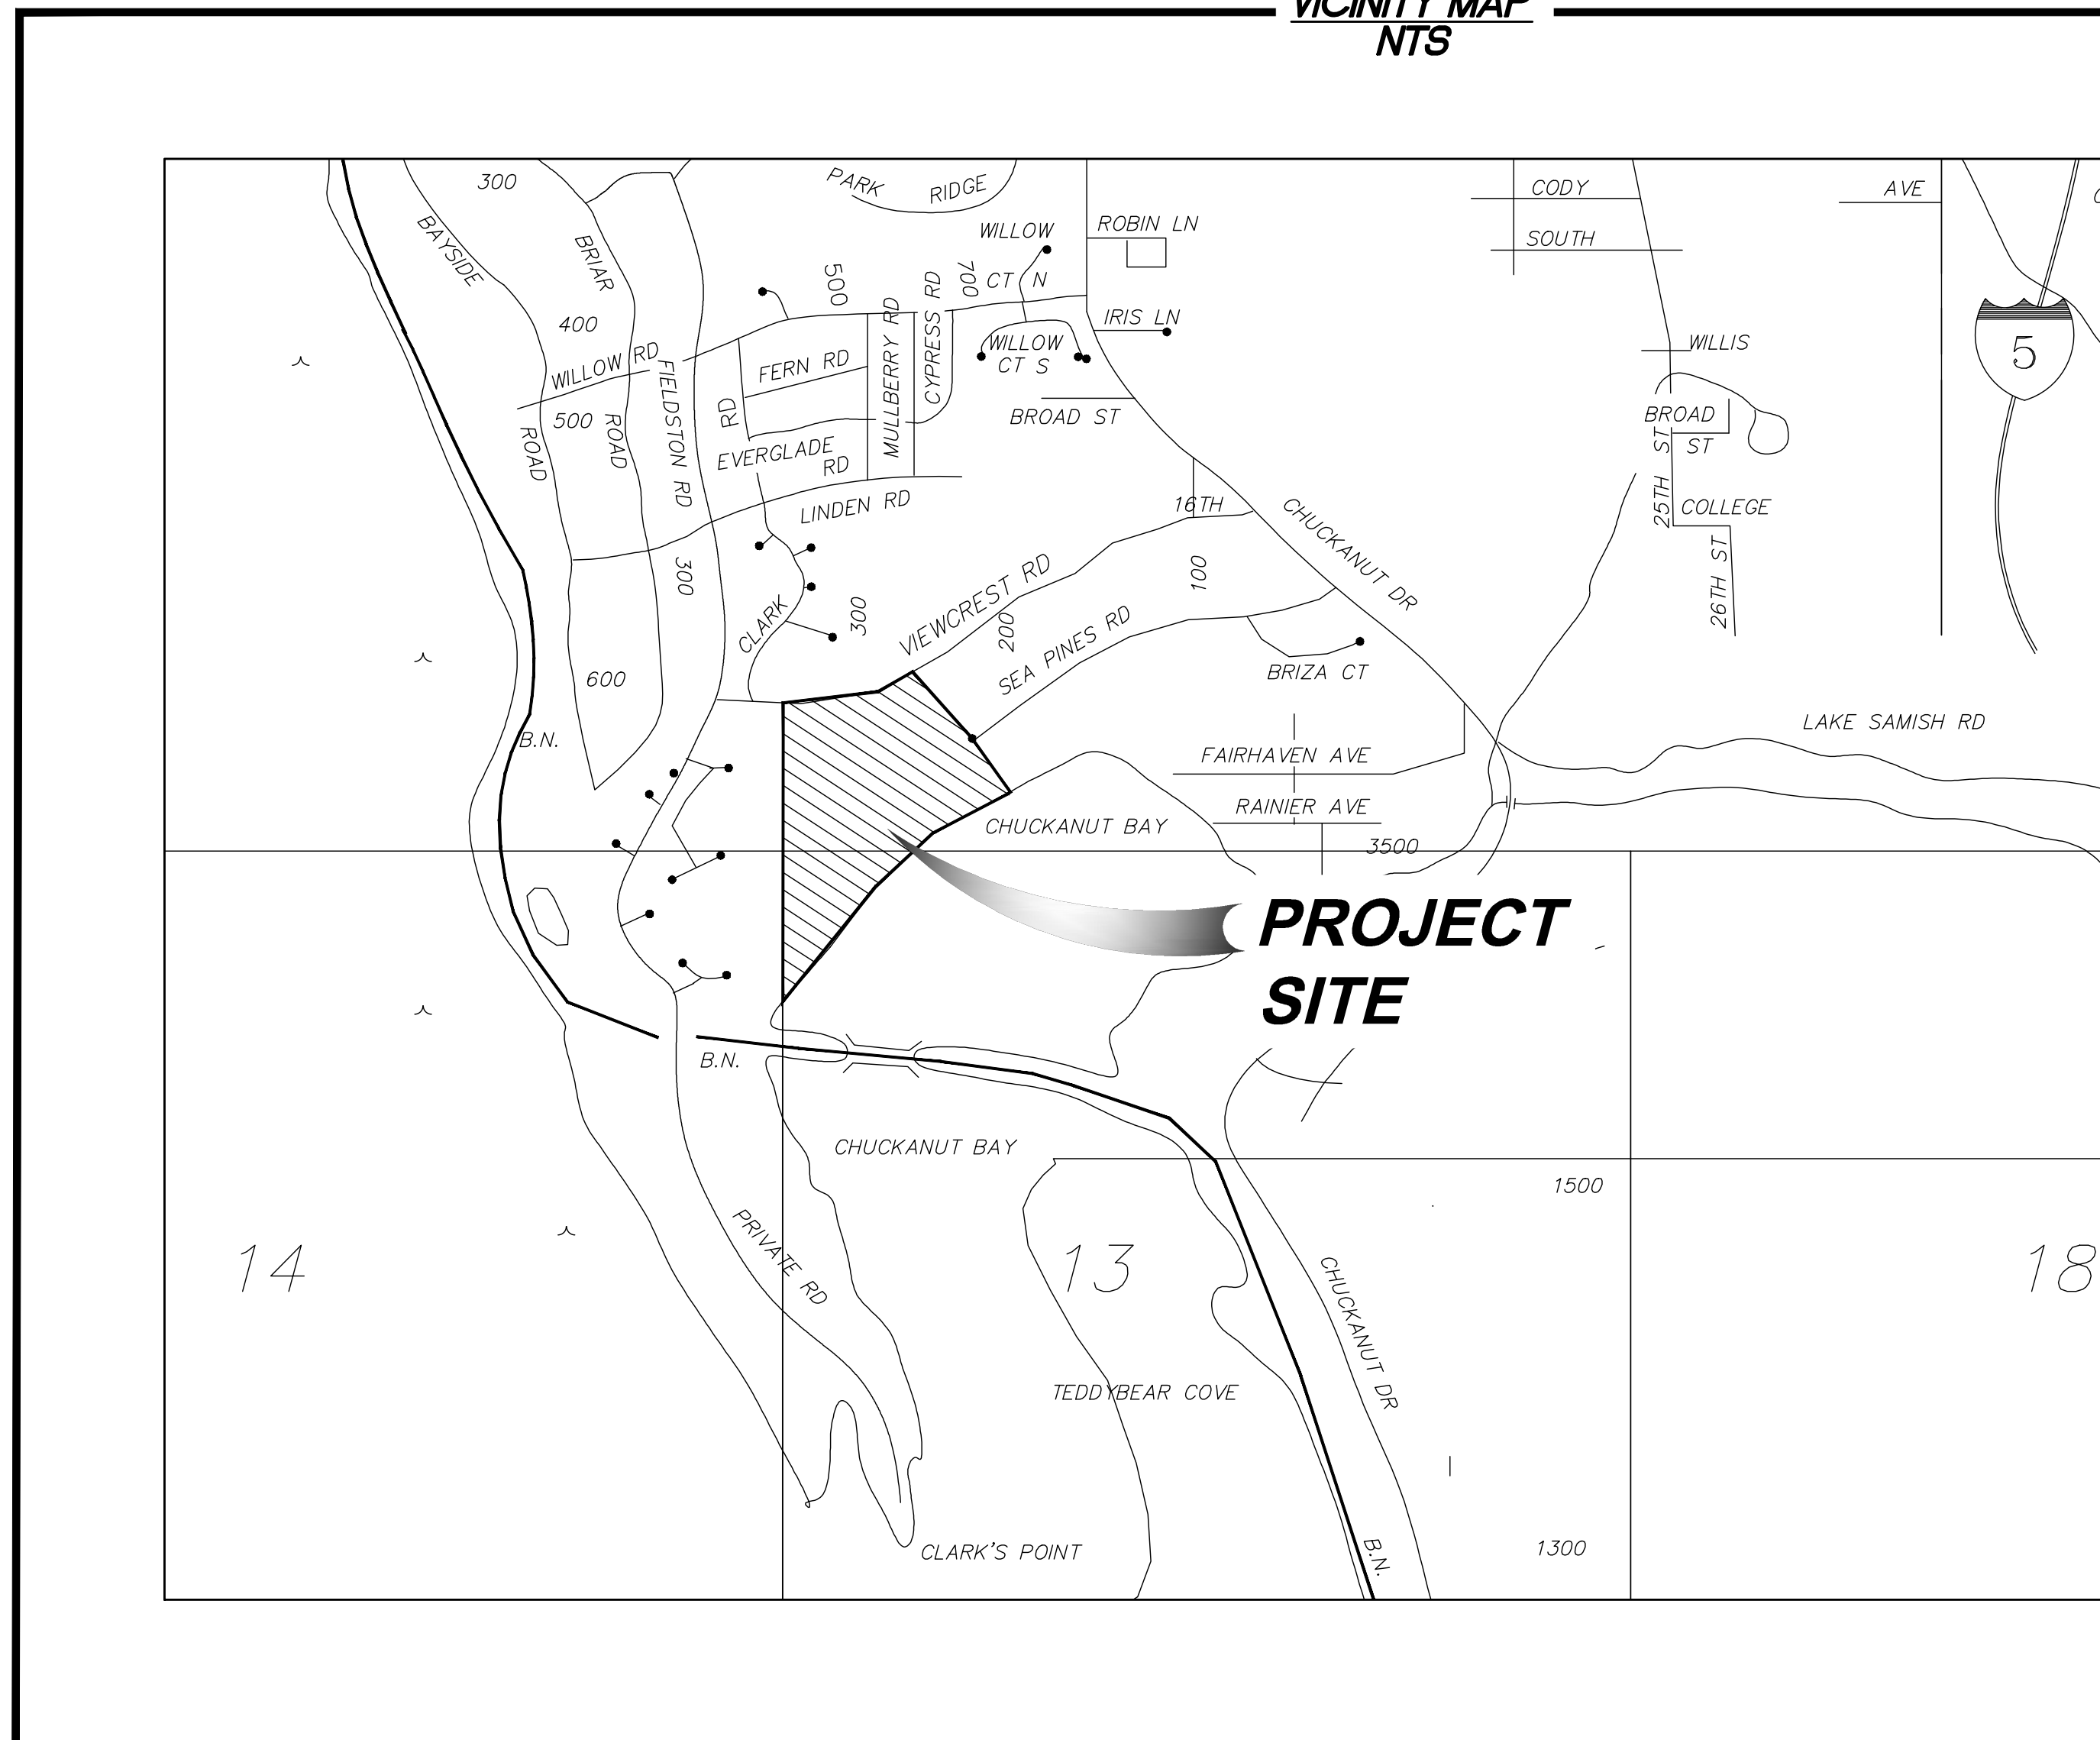 VICINITY MAP
NTS
300
PARK RIDGE
CODY
AVE
BAYSIDE
BRIAR
WILLOW
ROBIN LN
SOUTH
500
700
CT N
400
CYPRESS RD
MULLBERRY RD
IRIS LN
WILLIS
5
WILLOW RD
FIELDSTON RD
FERN RD
WILLOW
CT S
RD
500
ROAD
ROAD
BROAD ST
BROAD
ST
EVERGLADE
RD
LINDEN RD
16TH
CHUCKANUT DR
25TH ST
COLLEGE
26TH ST
300
CLARK
300
VIEWCREST RD
200
100
SEA PINES RD
600
BRIZA CT
LAKE SAMISH RD
B.N.
FAIRHAVEN AVE
RAINIER AVE
CHUCKANUT BAY
3500
PROJECT
SITE
B.N.
CHUCKANUT BAY
1500
PRIVATE RD
14
13
18
CHUCKANUT DR
TEDDYBEAR COVE
CLARK'S POINT
B.N.
1300